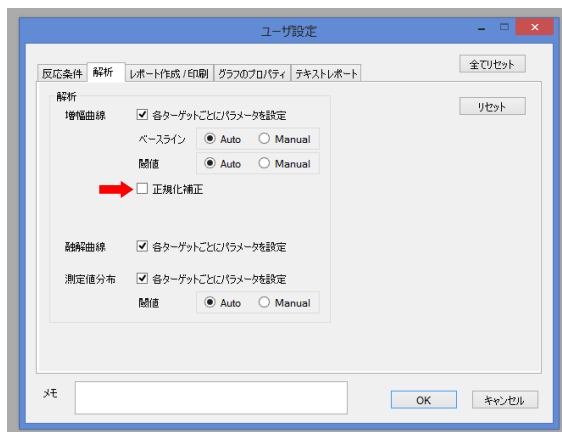 ユーザ設定
反応条件 解析 レポート作成/印刷 グラフのプロパティ テキストレポート
全てリセット
リセット
解析
増幅曲線 各ターゲットごとにパラメータを設定
ベースライン Auto Manual
閾値 Auto Manual
正規化補正
融解曲線 各ターゲットごとにパラメータを設定
測定値分布 各ターゲットごとにパラメータを設定
閾値 Auto Manual
メモ
OK キャンセル